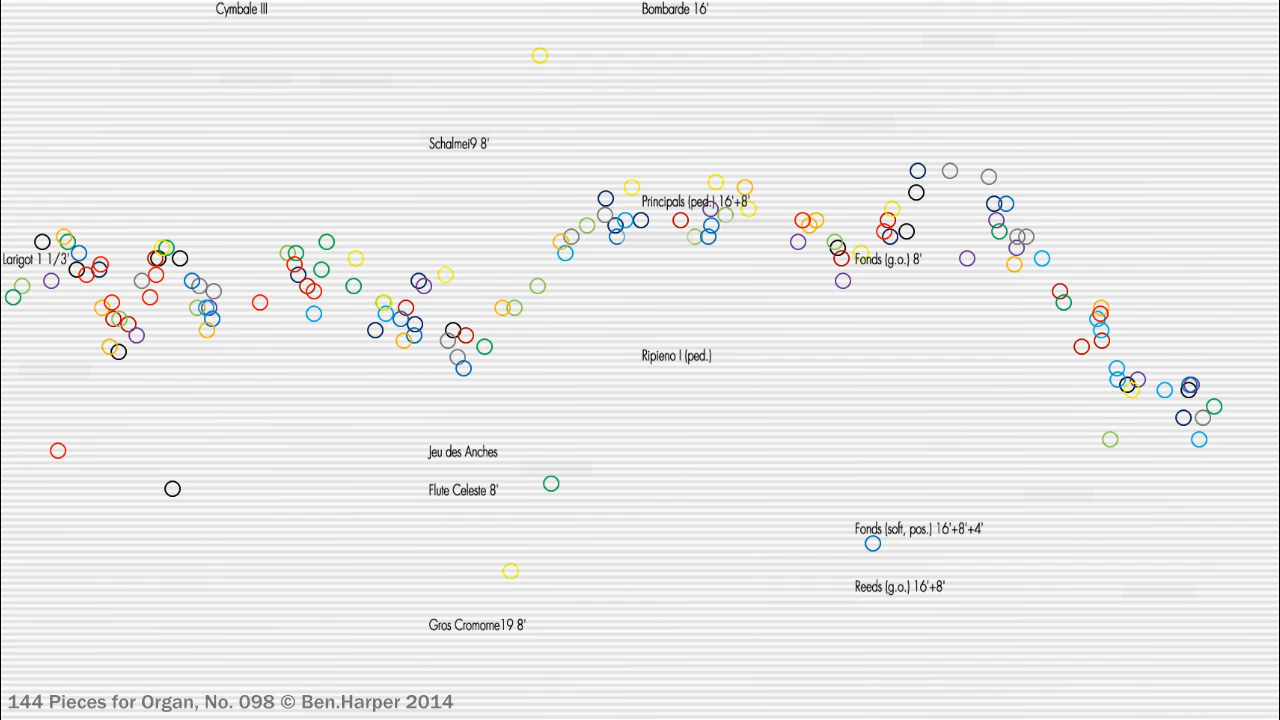 Cymbale III
Bombarde 16'
Schalmei9 8'
Principals (ped.) 16'+8'
Larigot 1 1/3'
Fonds (g.o.) 8'
Ripieno I (ped.)
Jeu des Anches
Flute Celeste 8'
Fonds (soft, pos.) 16'+8'+4'
Reeds (g.o.) 16'+8'
Gros Cromorne19 8'
144 Pieces for Organ, No. 098 © Ben.Harper 2014